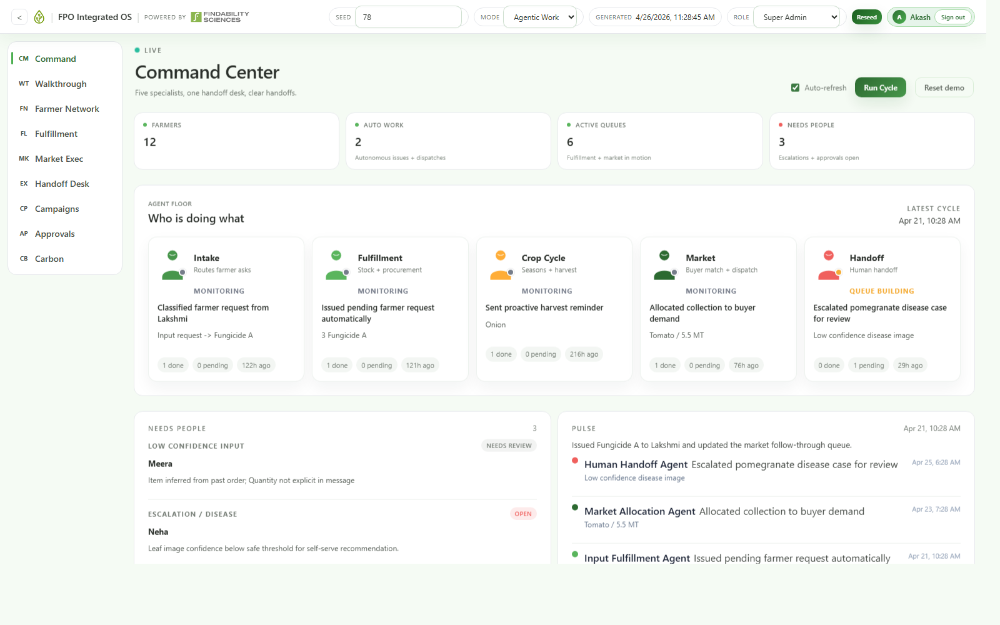 <
FPO Integrated OS
POWERED BY
FINDABILITY SCIENCES
SEED 78
MODE Agentic Work
GENERATED 4/26/2026, 11:28:45 AM
ROLE Super Admin
Reseed
A Akash Sign out
CM Command
WT Walkthrough
FN Farmer Network
FL Fulfillment
MK Market Exec
EX Handoff Desk
CP Campaigns
AP Approvals
CB Carbon
LIVE
Command Center
Five specialists, one handoff desk, clear handoffs.
Auto-refresh
Run Cycle
Reset demo
FARMERS
12
AUTO WORK
2
Autonomous issues + dispatches
ACTIVE QUEUES
6
Fulfillment + market in motion
NEEDS PEOPLE
3
Escalations + approvals open
AGENT FLOOR
Who is doing what
LATEST CYCLE
Apr 21, 10:28 AM
Intake
Routes farmer asks
MONITORING
Classified farmer request from
Lakshmi
Input request -> Fungicide A
1 done 0 pending 122h ago
Fulfillment
Stock + procurement
MONITORING
Issued pending farmer request
automatically
3 Fungicide A
1 done 0 pending 121h ago
Crop Cycle
Seasons + harvest
MONITORING
Sent proactive harvest reminder
Onion
1 done 0 pending 216h ago
Market
Buyer match + dispatch
MONITORING
Allocated collection to buyer
demand
Tomato / 5.5 MT
1 done 0 pending 76h ago
Handoff
Human handoff
QUEUE BUILDING
Escalated pomegranate disease case
for review
Low confidence disease image
0 done 1 pending 29h ago
NEEDS PEOPLE 3
LOW CONFIDENCE INPUT NEEDS REVIEW
Meera
Item inferred from past order; Quantity not explicit in message
ESCALATION / DISEASE OPEN
Neha
Leaf image confidence below safe threshold for self-serve recommendation.
PULSE Apr 21, 10:28 AM
Issued Fungicide A to Lakshmi and updated the market follow-through queue.
Human Handoff Agent Escalated pomegranate disease case for review Apr 25, 6:28 AM
Low confidence disease image
Market Allocation Agent Allocated collection to buyer demand Apr 23, 7:28 AM
Tomato / 5.5 MT
Input Fulfillment Agent Issued pending farmer request automatically Apr 21, 10:28 AM